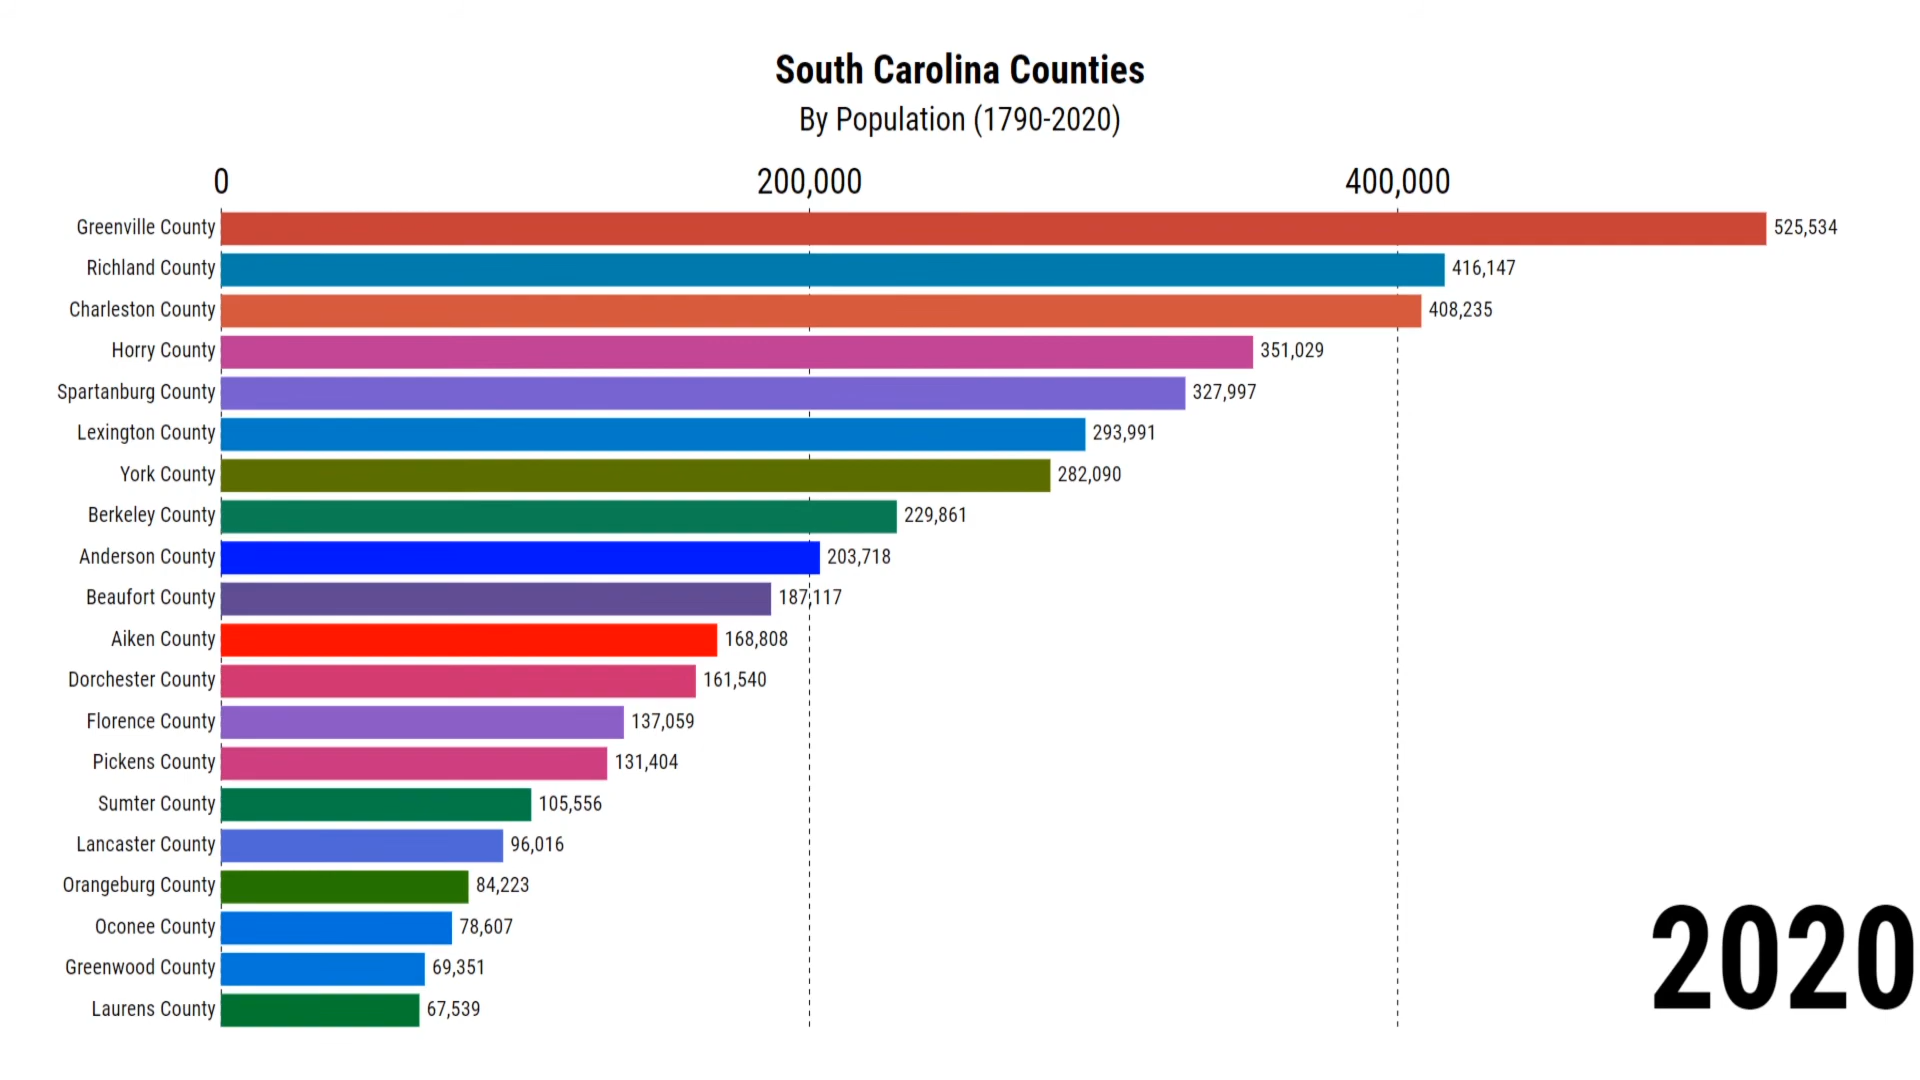 South Carolina Counties
By Population (1790-2020)
0 200,000 400,000
Greenville County 525,534
Richland County 416,147
Charleston County 408,235
Horry County 351,029
Spartanburg County 327,997
Lexington County 293,991
York County 282,090
Berkeley County 229,861
Anderson County 203,718
Beaufort County 187,117
Aiken County 168,808
Dorchester County 161,540
Florence County 137,059
Pickens County 131,404
Sumter County 105,556
Lancaster County 96,016
Orangeburg County 84,223
Oconee County 78,607
Greenwood County 69,351
Laurens County 67,539
2020